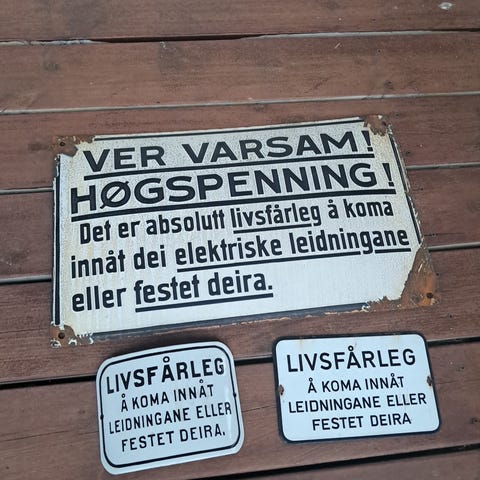 VER VARSAM!
HØGSPENNING!
Det er absolutt livsfårleg å koma
innåt dei elektriske leidningane
eller festet deira.
LIVSFÅRLEG
Å KOMA INNÅT
LEIDNINGANE ELLER
FESTET DEIRA.
LIVSFÅRLEG
Å KOMA INNÅT
LEIDNINGANE ELLER
FESTET DEIRA